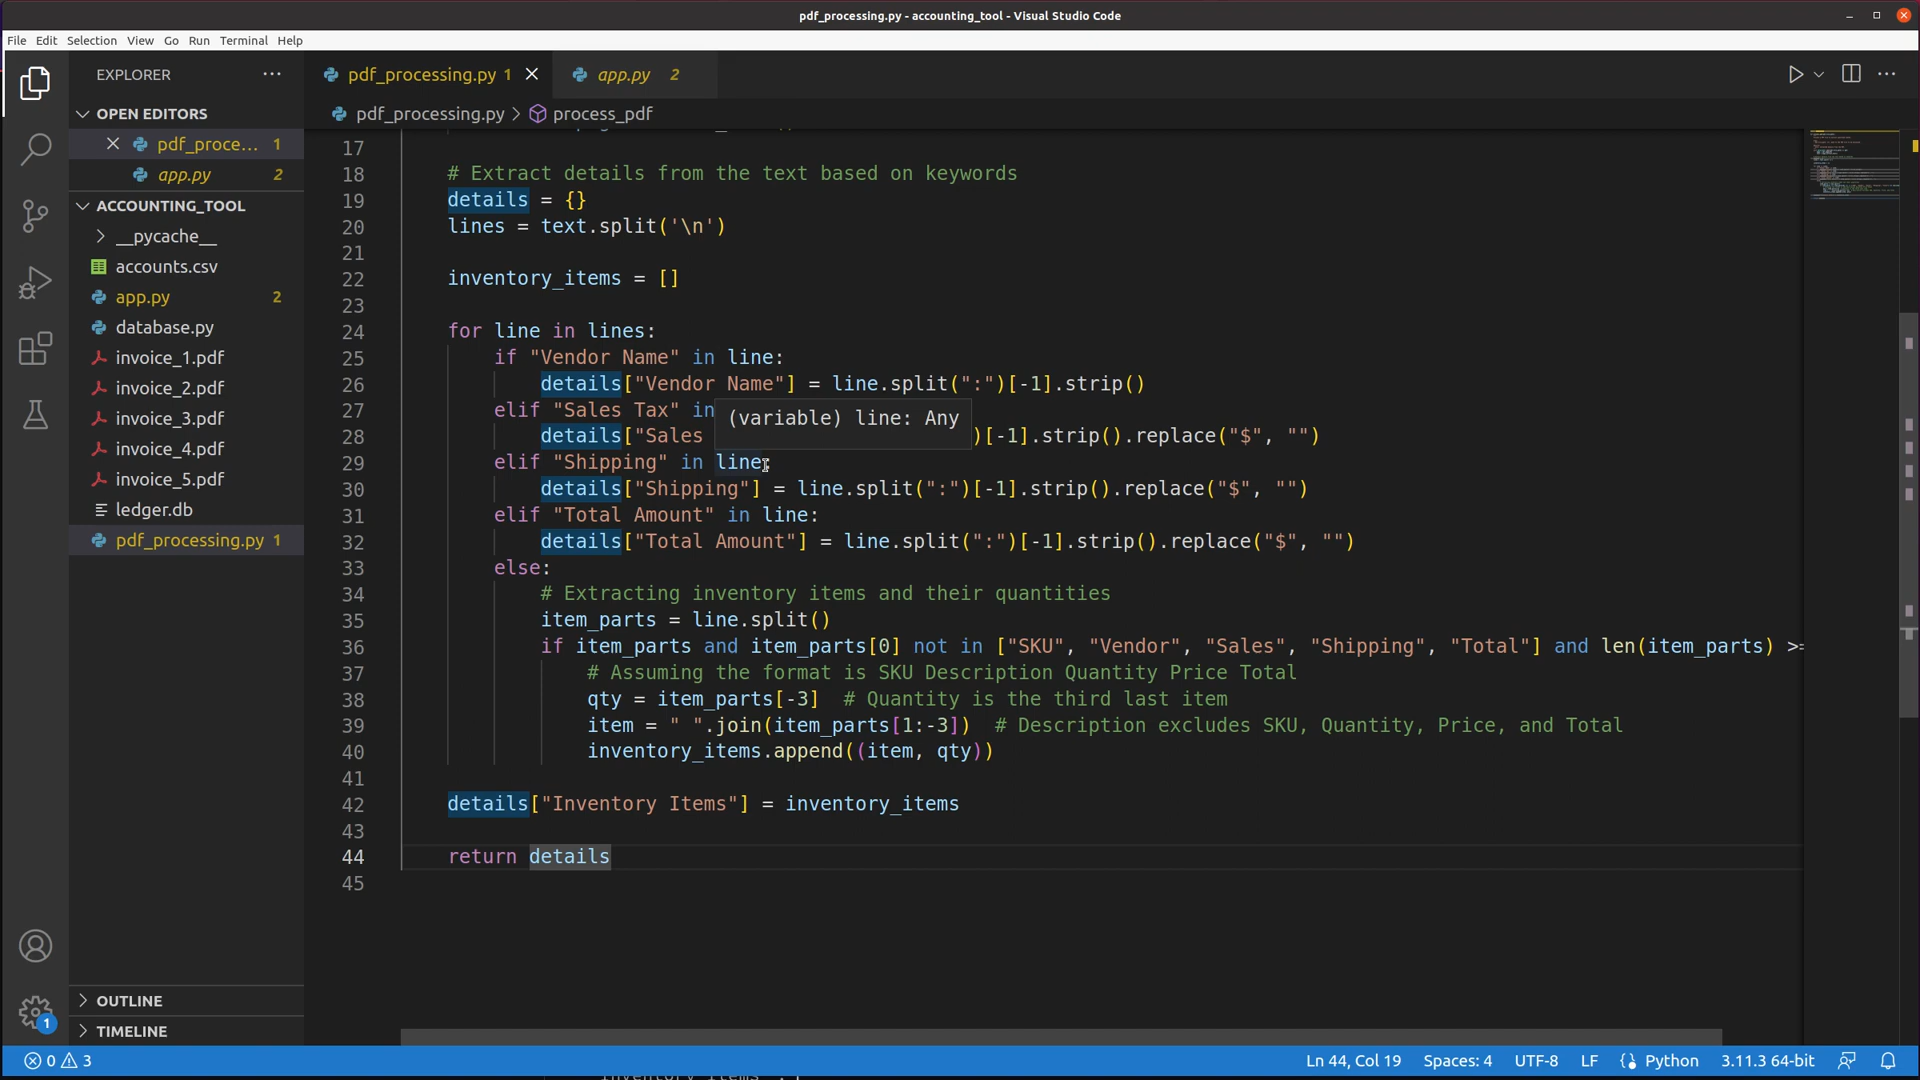 pdf_processing.py - accounting_tool - Visual Studio Code
File Edit Selection View Go Run Terminal Help
EXPLORER
pdf_processing.py 1
app.py 2
OPEN EDITORS
pdf_processing.py > process_pdf
pdf_proce... 1
app.py 2
ACCOUNTING_TOOL
__pycache__
accounts.csv
app.py 2
database.py
invoice_1.pdf
invoice_2.pdf
invoice_3.pdf
invoice_4.pdf
invoice_5.pdf
ledger.db
pdf_processing.py 1
OUTLINE
TIMELINE
17
18 # Extract details from the text based on keywords
19 details = {}
20 lines = text.split('\n')
21
22 inventory_items = []
23
24 for line in lines:
25 if "Vendor Name" in line:
26 details["Vendor Name"] = line.split(":")[-1].strip()
27 elif "Sales Tax" in
(variable) line: Any
28 details["Sales )[-1].strip().replace("$", "")
29 elif "Shipping" in line:
30 details["Shipping"] = line.split(":")[-1].strip().replace("$", "")
31 elif "Total Amount" in line:
32 details["Total Amount"] = line.split(":")[-1].strip().replace("$", "")
33 else:
34 # Extracting inventory items and their quantities
35 item_parts = line.split()
36 if item_parts and item_parts[0] not in ["SKU", "Vendor", "Sales", "Shipping", "Total"] and len(item_parts) >=
37 # Assuming the format is SKU Description Quantity Price Total
38 qty = item_parts[-3] # Quantity is the third last item
39 item = " ".join(item_parts[1:-3]) # Description excludes SKU, Quantity, Price, and Total
40 inventory_items.append((item, qty))
41
42 details["Inventory Items"] = inventory_items
43
44 return details
45
1
0 3
Ln 44, Col 19 Spaces: 4 UTF-8 LF {} Python 3.11.3 64-bit